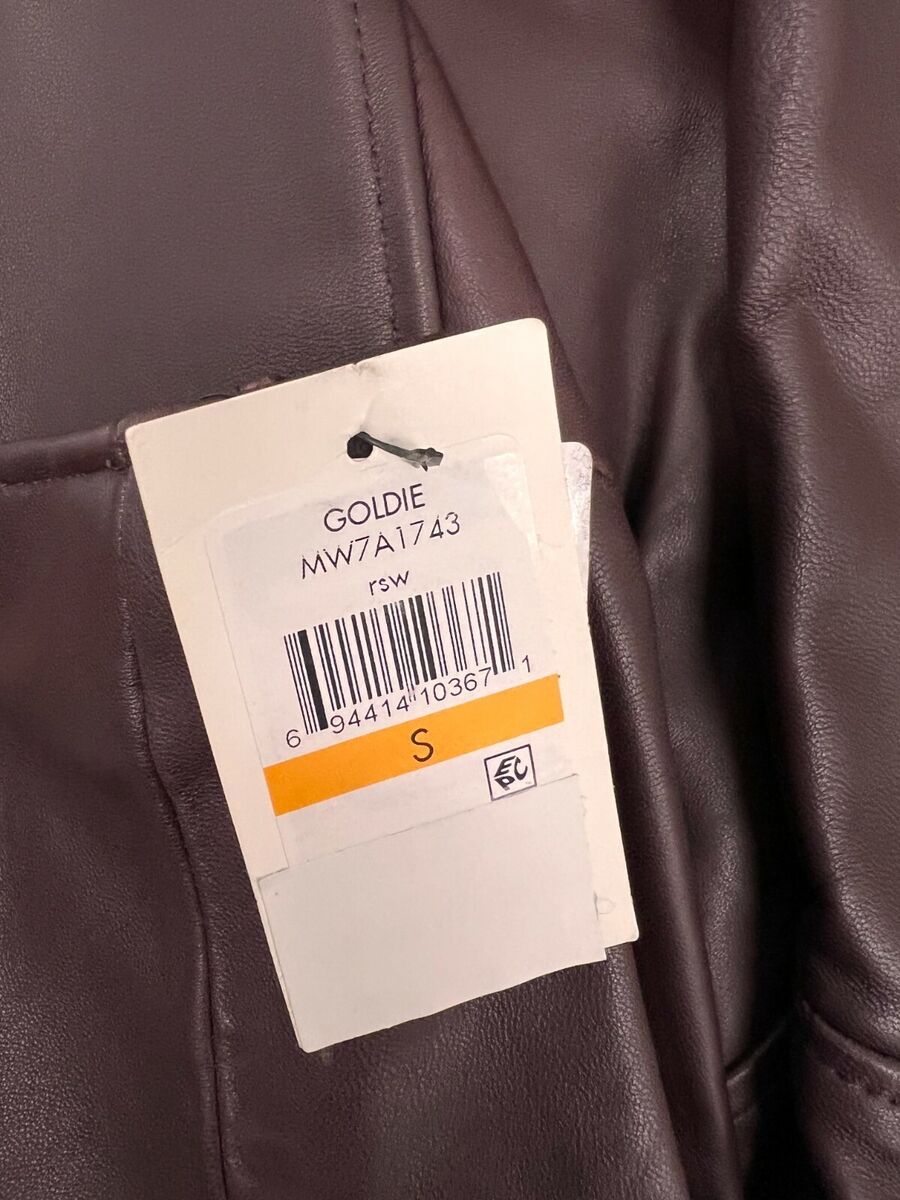 GOLDIE
MW7A1743
rsw
6 94414 10367 1
S
EPC